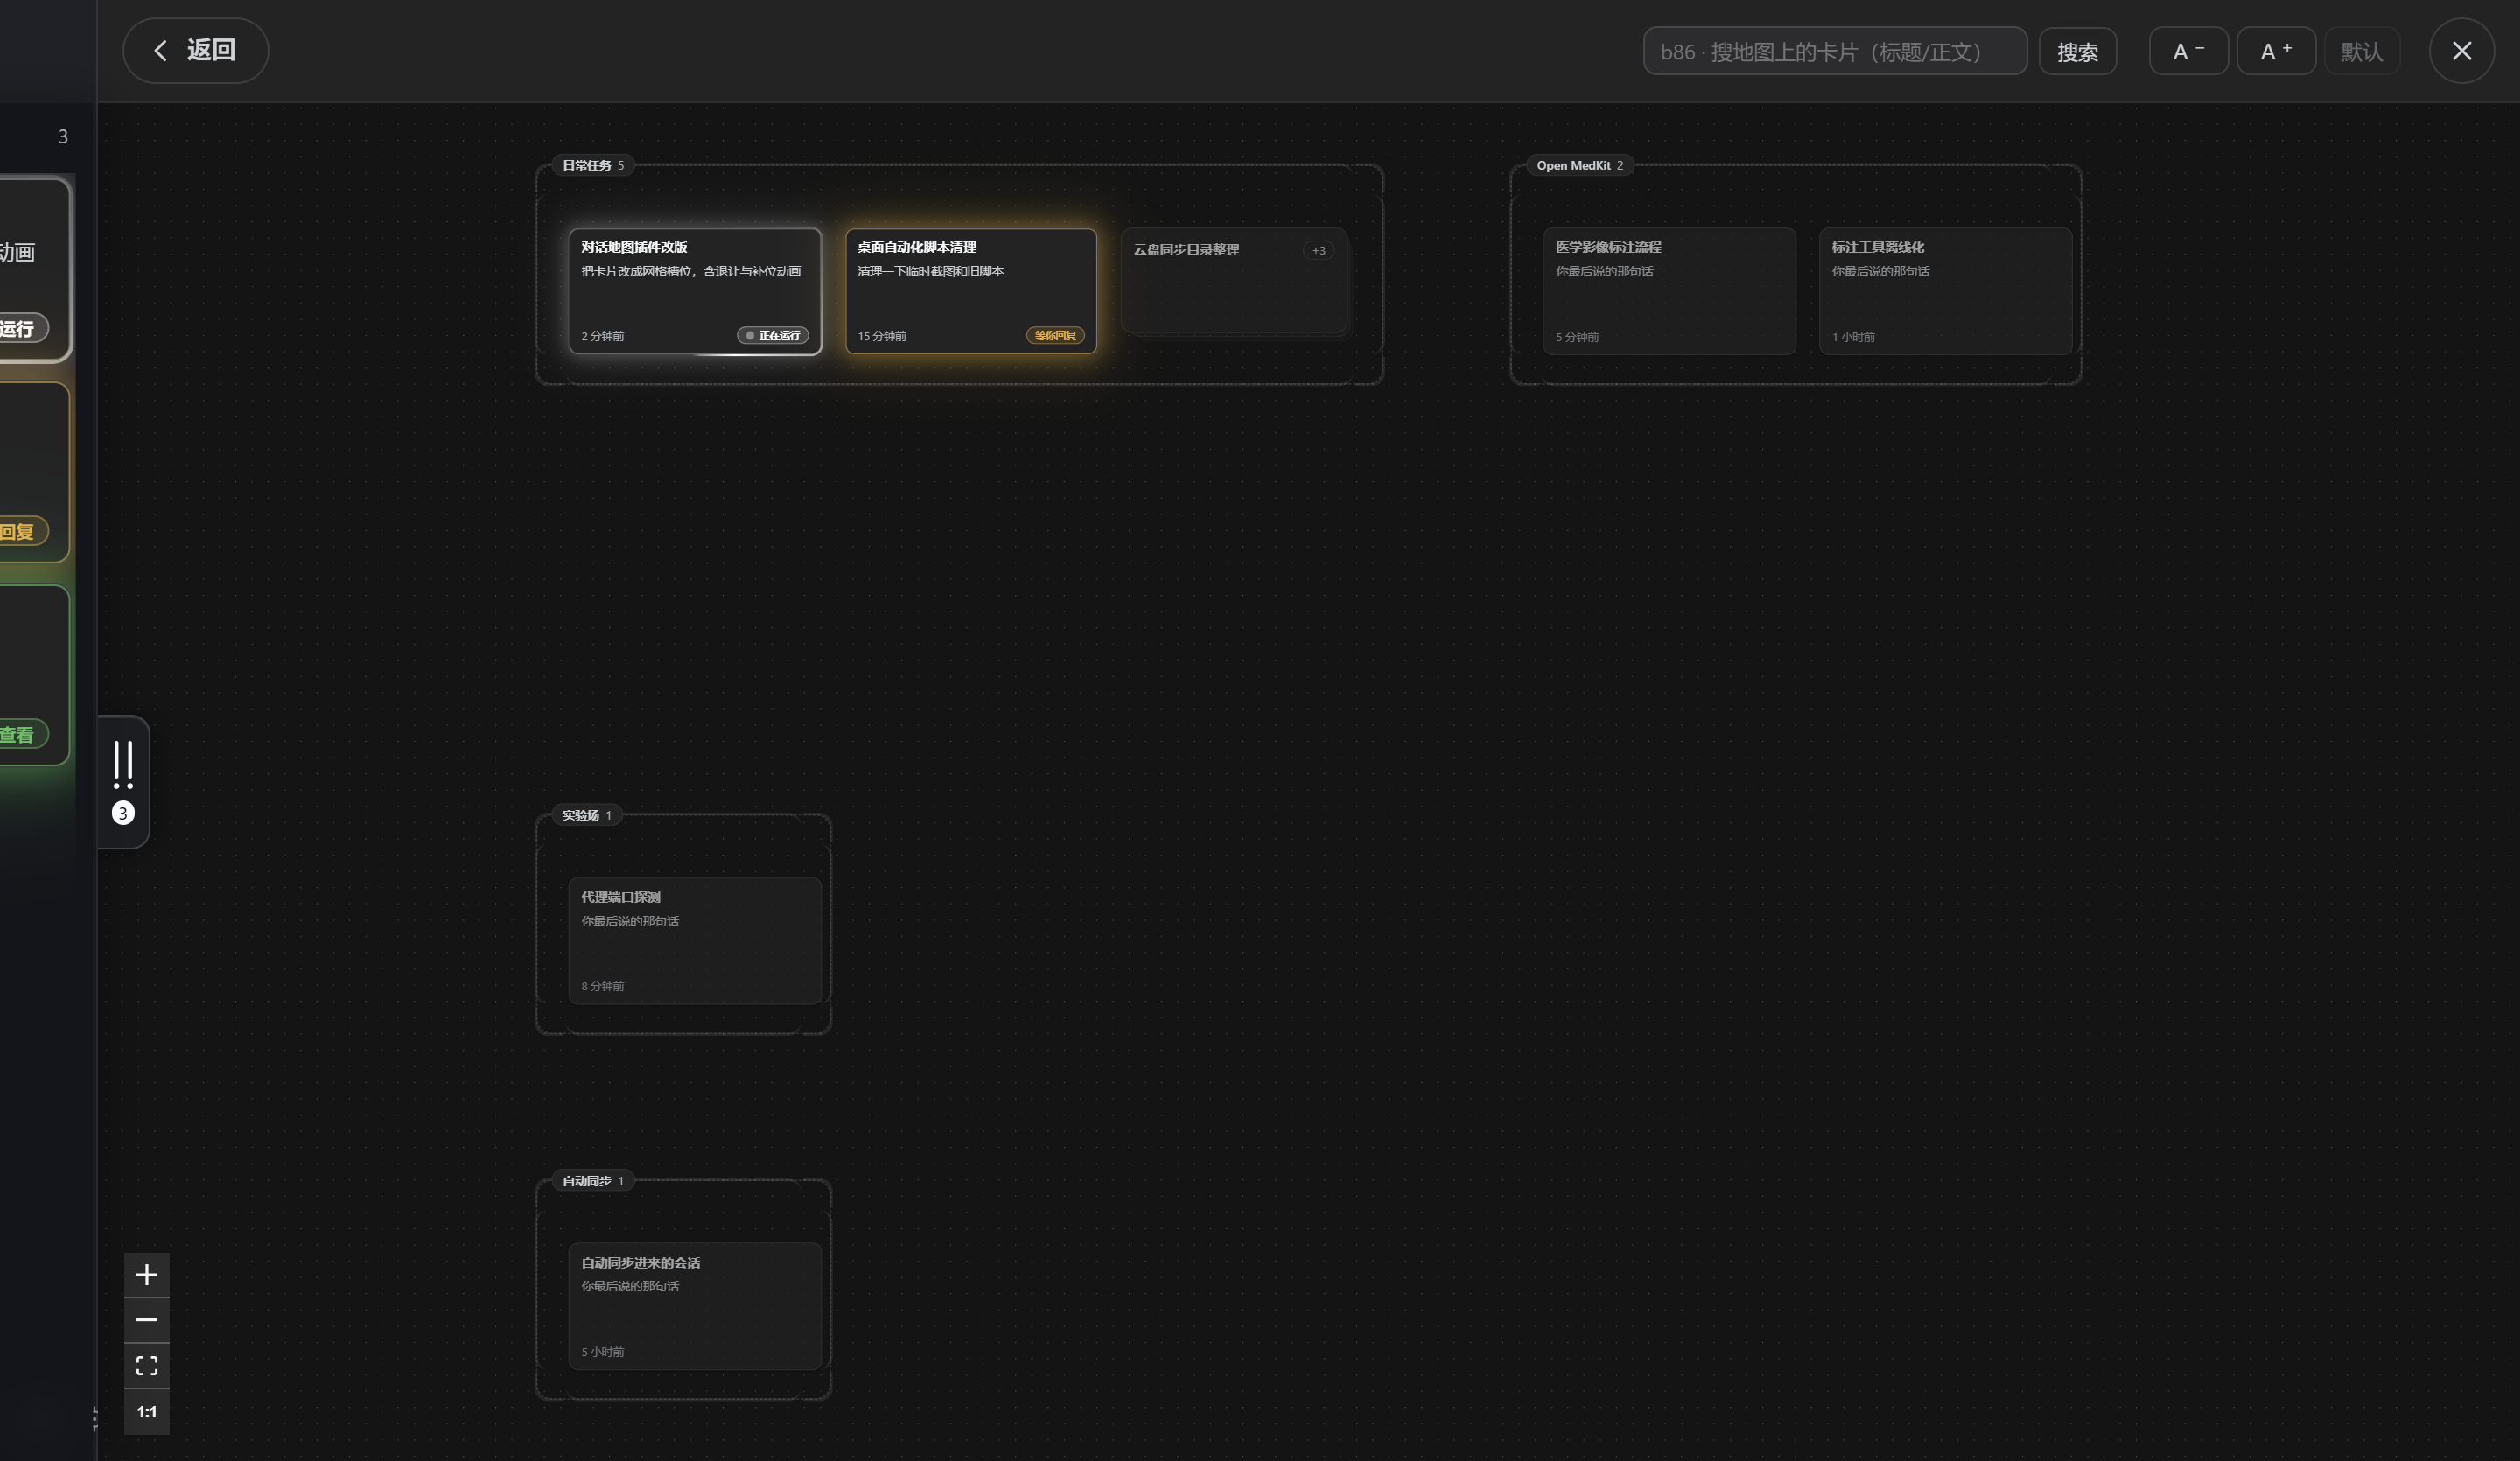 返回
b86 · 搜地图上的卡片（标题/正文）
搜索
A⁻
A⁺
默认
3
动画
运行
回复
查看
3
日常任务 5
对话地图插件改版
把卡片改成网格槽位，含退让与补位动画
2 分钟前
正在运行
桌面自动化脚本清理
清理一下临时截图和旧脚本
15 分钟前
等你回复
云盘同步目录整理
+3
Open MedKit 2
医学影像标注流程
你最后说的那句话
5 分钟前
标注工具离线化
你最后说的那句话
1 小时前
实验场 1
代理端口探测
你最后说的那句话
8 分钟前
自动同步 1
自动同步进来的会话
你最后说的那句话
5 小时前
1:1